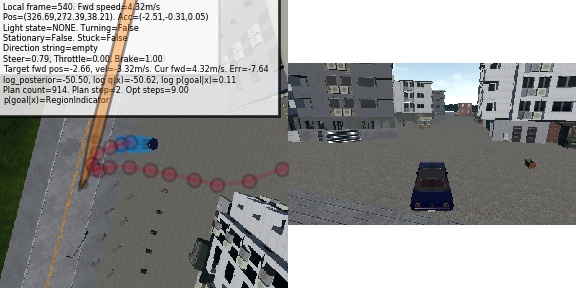 Local frame=540. Fwd speed=4.32m/s
Pos=(326.69,272.39,38.21). Acc=(-2.51,-0.31,0.05)
Light state=NONE. Turning=False
Stationary=False. Stuck=False
Direction string=empty
Steer=0.79, Throttle=0.00. Brake=1.00
Target fwd pos=-2.66, vel=-3.32m/s. Cur fwd=4.32m/s. Err=-7.64
log_posterior=-50.50, log q(x)=-50.62, log p(goal|x)=0.11
Plan count=914. Plan step=2. Opt steps=9.00
p(goal|x)=RegionIndicator